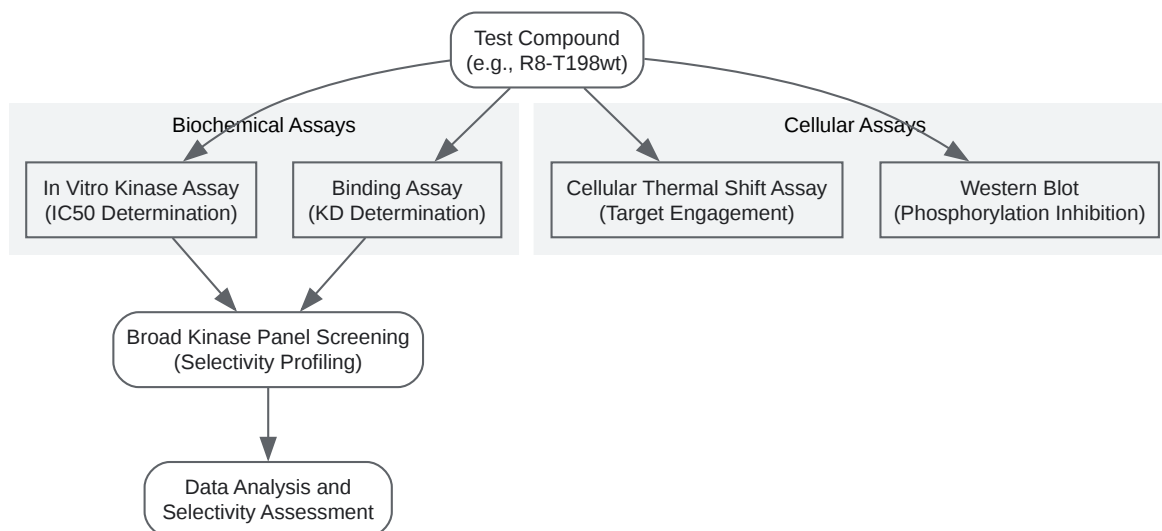 Test Compound
(e.g., R8-T198wt)
Biochemical Assays
Cellular Assays
In Vitro Kinase Assay
(IC50 Determination)
Binding Assay
(KD Determination)
Cellular Thermal Shift Assay
(Target Engagement)
Western Blot
(Phosphorylation Inhibition)
Broad Kinase Panel Screening
(Selectivity Profiling)
Data Analysis and
Selectivity Assessment